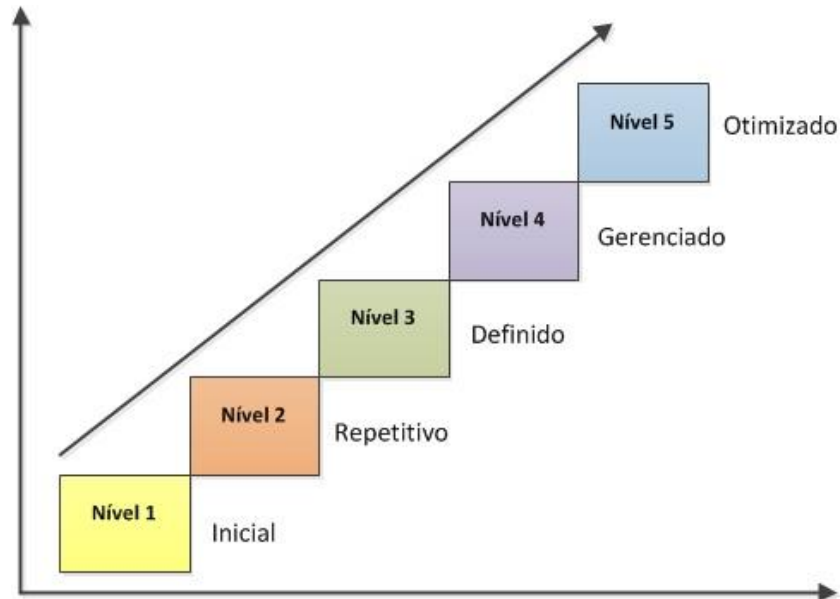 Nível 5
Otimizado
Nível 4
Gerenciado
Nível 3
Definido
Nível 2
Repetitivo
Nível 1
Inicial